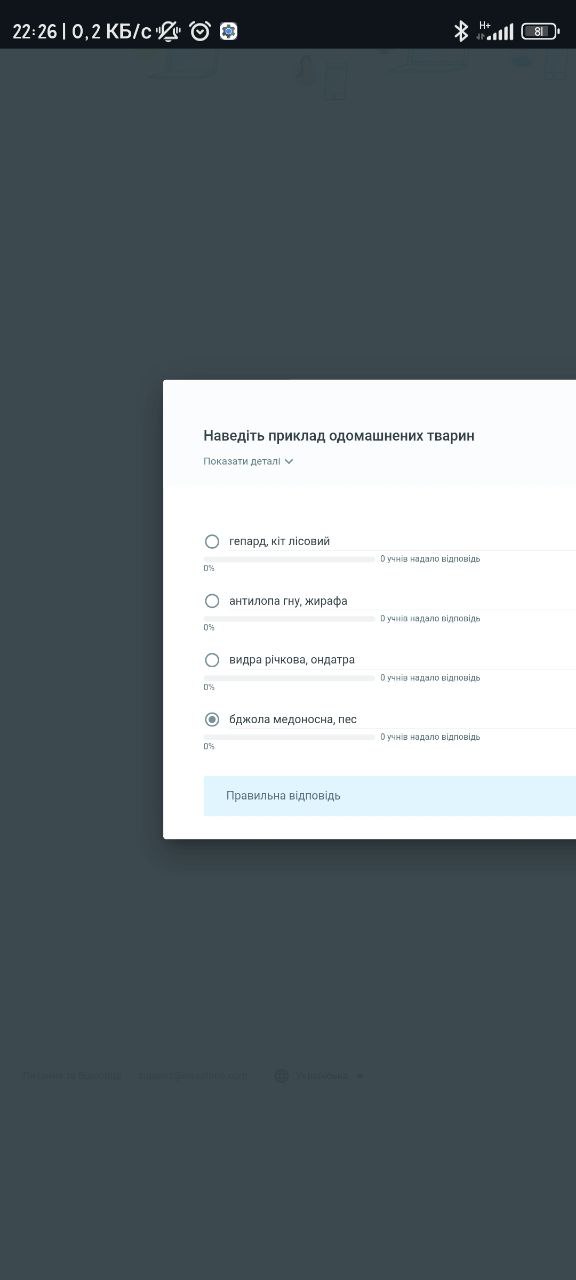 22:26 | 0,2 КБ/с
H+
81
Наведіть приклад одомашнених тварин
Показати деталі
гепард, кіт лісовий
0 учнів надало відповідь
0%
антилопа гну, жирафа
0 учнів надало відповідь
0%
видра річкова, ондатра
0 учнів надало відповідь
0%
бджола медоносна, пес
0 учнів надало відповідь
0%
Правильна відповідь
Українська